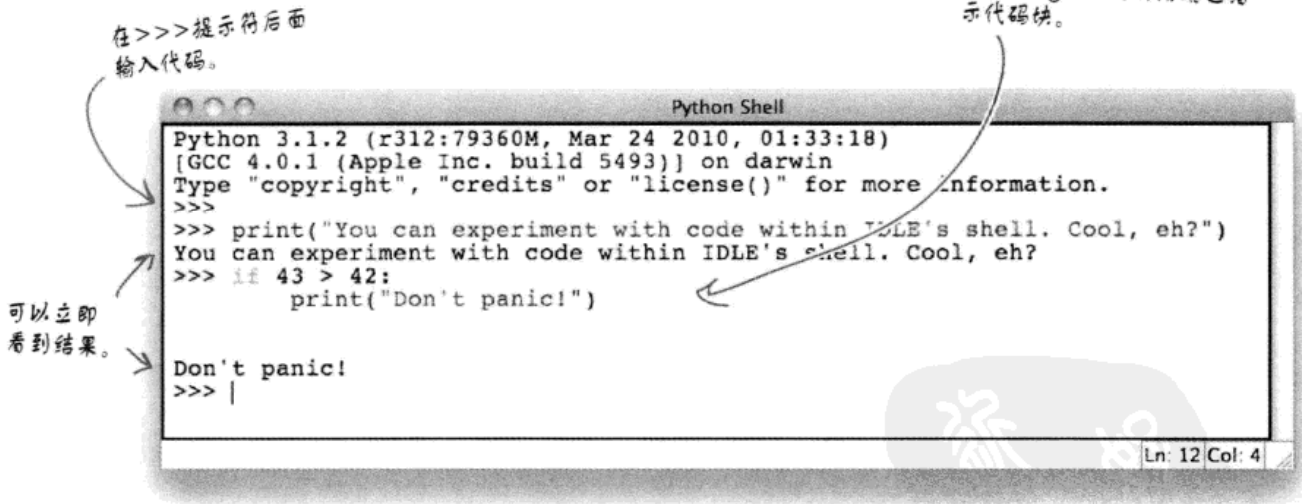 在>>>提示符后面
输入代码。
示代码块。
Python Shell
Python 3.1.2 (r312:79360M, Mar 24 2010, 01:33:18)
[GCC 4.0.1 (Apple Inc. build 5493)] on darwin
Type "copyright", "credits" or "license()" for more information.
>>>
>>> print("You can experiment with code within IDLE's shell. Cool, eh?")
You can experiment with code within IDLE's shell. Cool, eh?
>>> if 43 > 42:
print("Don't panic!")
可以立即
看到结果。
Don't panic!
>>>
Ln: 12 Col: 4